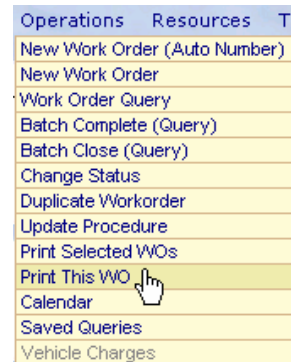 Operations Resources T
New Work Order (Auto Number)
New Work Order
Work Order Query
Batch Complete (Query)
Batch Close (Query)
Change Status
Duplicate Workorder
Update Procedure
Print Selected WOs
Print This WO
Calendar
Saved Queries
Vehicle Charges